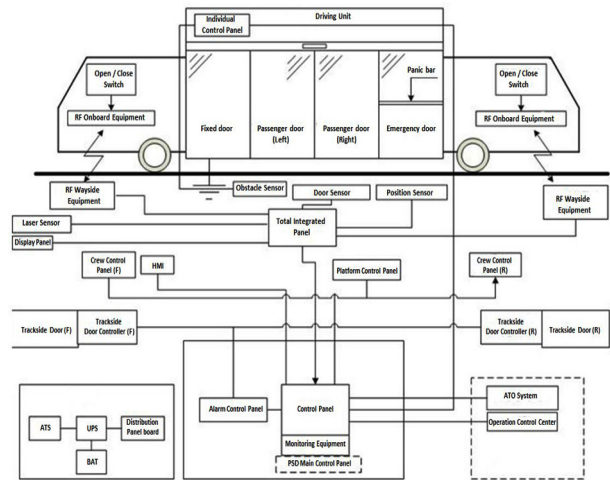 Individual
Control Panel
Driving Unit
Open / Close
Switch
RF Onboard Equipment
Fixed door
Passenger door
(Left)
Passenger door
(Right)
Panic bar
Emergency door
Open / Close
Switch
RF Onboard Equipment
RF Wayside
Equipment
Obstacle Sensor
Door Sensor
Position Sensor
RF Wayside
Equipment
Laser Sensor
Display Panel
Total Integrated
Panel
Crew Control
Panel (F)
HMI
Platform Control Panel
Crew Control
Panel (R)
Trackside Door (F)
Trackside
Door Controller (F)
Trackside
Door Controller (R)
Trackside Door (R)
ATS
UPS
Distribution
Panel board
BAT
Alarm Control Panel
Control Panel
Monitoring Equipment
PSD Main Control Panel
ATO System
Operation Control Center